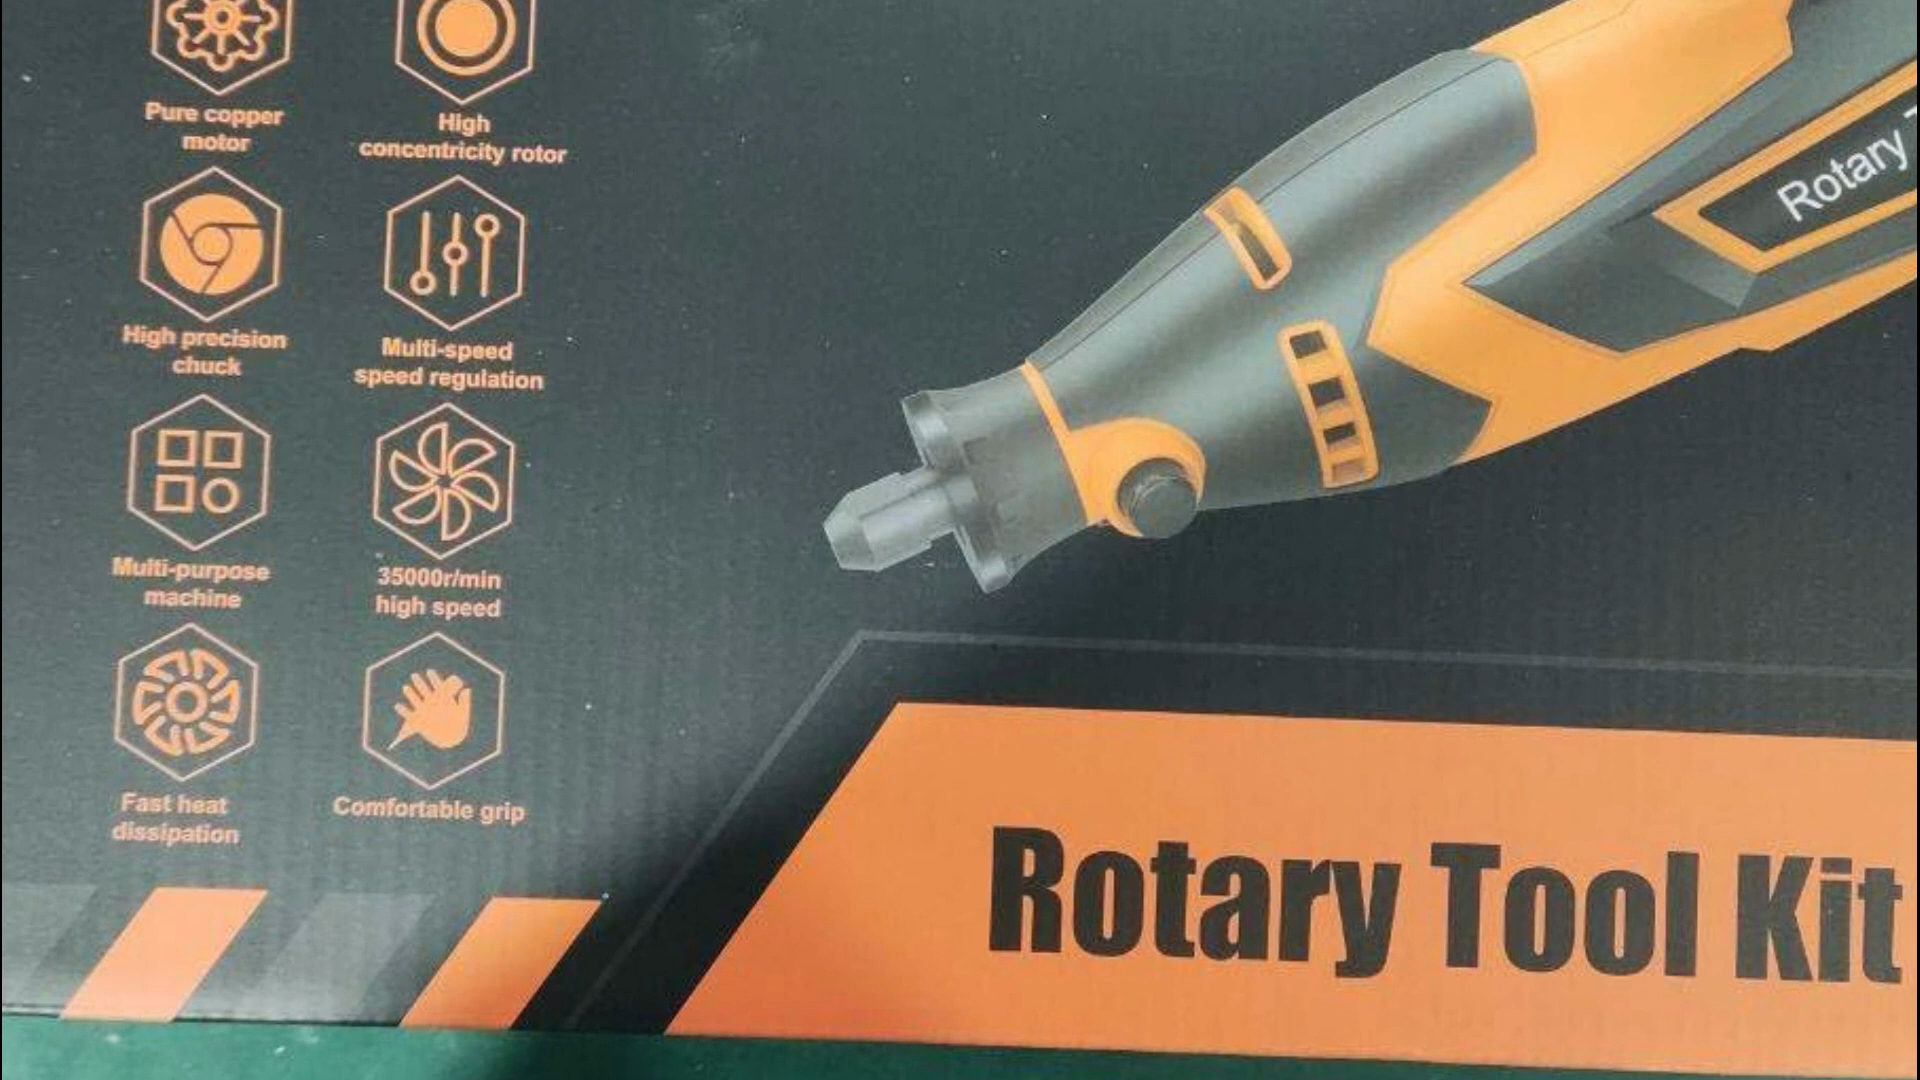 Pure copper
motor
High
concentricity rotor
High precision
chuck
Multi-speed
speed regulation
Multi-purpose
machine
35000r/min
high speed
Fast heat
dissipation
Comfortable grip
Rotary
Rotary Tool Kit